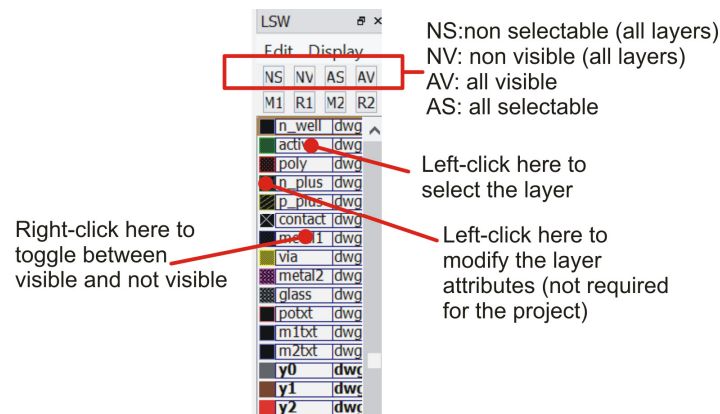 LSW
Edit Display
NS NV AS AV
M1 R1 M2 R2
n_well dwg
activ dwg
poly dwg
n_plus dwg
p_plus dwg
contact dwg
metal1 dwg
via dwg
metal2 dwg
glass dwg
potxt dwg
m1txt dwg
m2txt dwg
y0 dwg
y1 dwg
y2 dwg
NS:non selectable (all layers)
NV: non visible (all layers)
AV: all visible
AS: all selectable
Left-click here to
select the layer
Left-click here to
modify the layer
attributes (not required
for the project)
Right-click here to
toggle between
visible and not visible